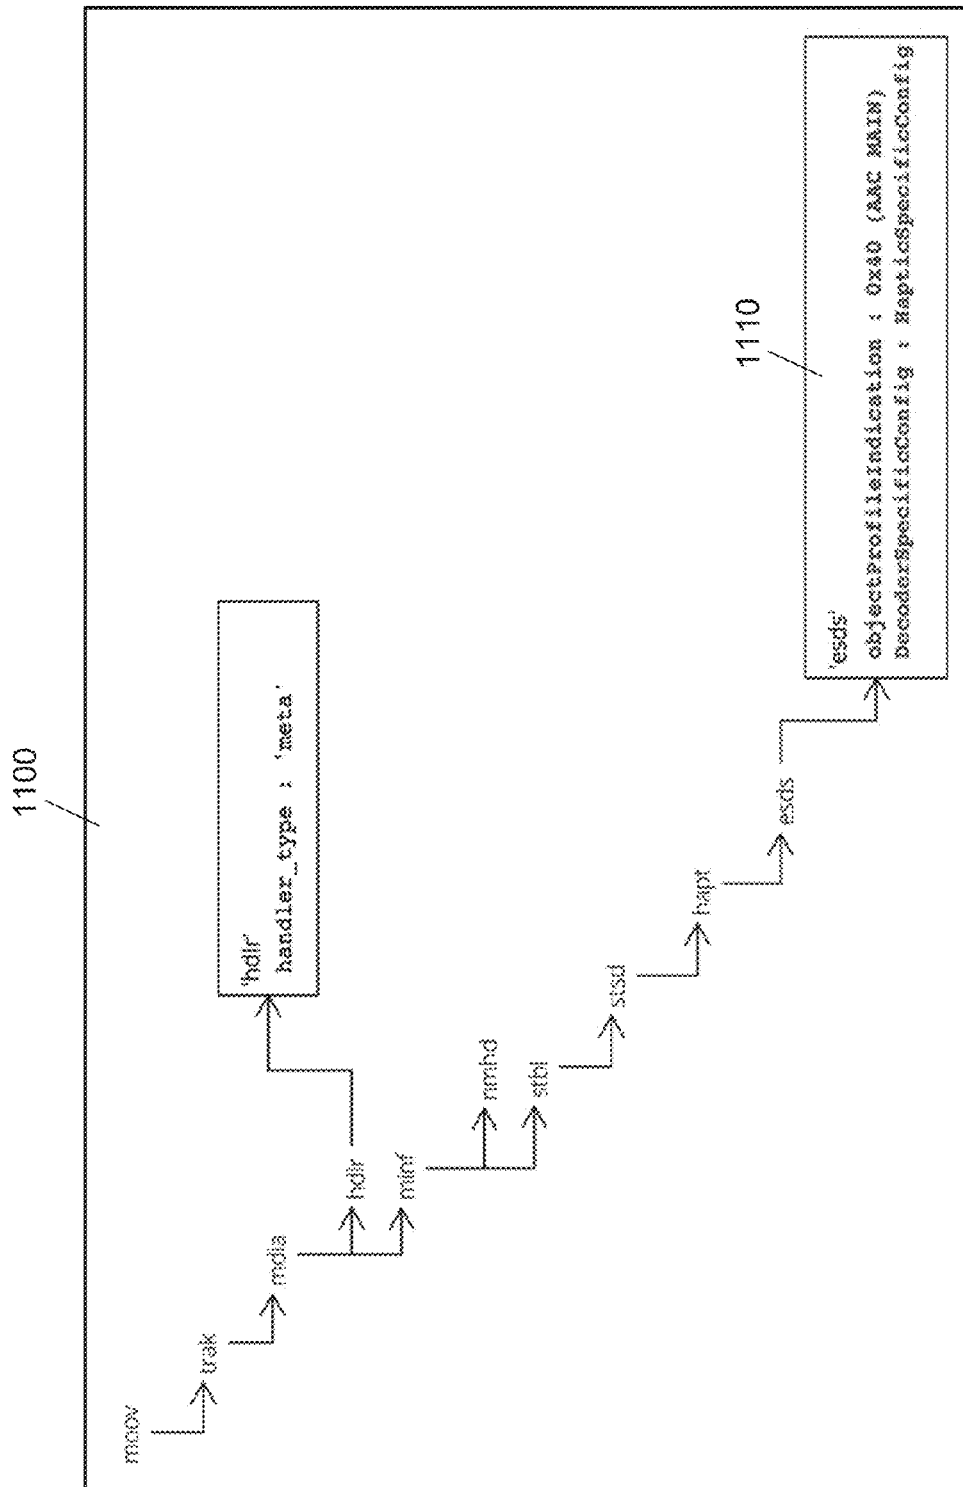 1100
moov
trak
mdia
hdlr
'hdlr'
handler_type : 'meta'
minf
nmhd
stbl
stsd
hapt
esds
1110
'esds'
objectProfileIndication : 0x40 (AAC MAIN)
DecoderSpecificConfig : HapticSpecificConfig